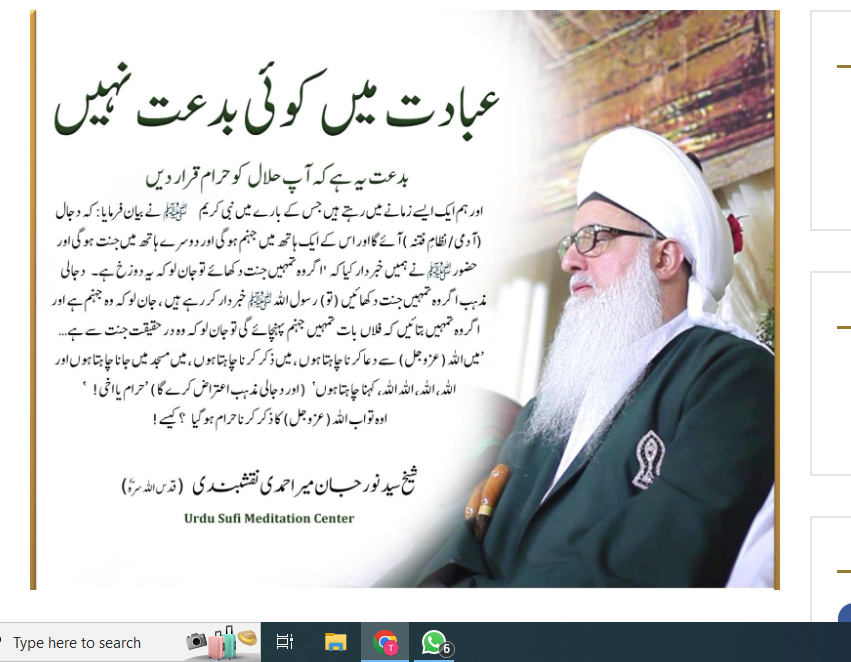 عبادت میں کوئی بدعت نہیں
بدعت یہ ہے کہ آپ حلال کو حرام قرار دیں
اور ہم ایک ایسے زمانے میں رہتے ہیں جس کے بارے میں نبی کریم ﷺ نے بیان فرمایا: کہ دجال
(آدمی/ نظامِ فتنہ) آئے گا اور اس کے ایک ہاتھ میں جہنم ہوگی اور دوسرے ہاتھ میں جنت ہوگی اور
حضور ﷺ نے ہمیں خبردار کیا کہ 'اگر وہ تمہیں جنت دکھائے تو جان لو کہ یہ دوزخ ہے۔ دجالی
مذہب اگر وہ تمہیں جنت دکھائیں (تو) رسول اللہ ﷺ خبردار کر رہے ہیں، جان لو کہ وہ جہنم ہے اور
اگر وہ تمہیں بتائیں کہ فلاں بات تمہیں جہنم پہنچائے گی تو جان لو کہ وہ در حقیقت جنت سے ہے...
'میں اللہ (عزوجل) سے دعا کرنا چاہتا ہوں، میں ذکر کرنا چاہتا ہوں، میں مسجد میں جانا چاہتا ہوں اور
اللہ، اللہ، اللہ اللہ، کہنا چاہتا ہوں' (اور دجالی مذہب اعتراض کرے گا) 'حرام یا اخی! '
اوہ تو اب اللہ (عزوجل) کا ذکر کرنا حرام ہوگیا ؟ کیسے!
شیخ سید نور جان میر احمدی نقشبندی (قدس اللہ سرہٗ)
Urdu Sufi Meditation Center
Type here to search
T
6